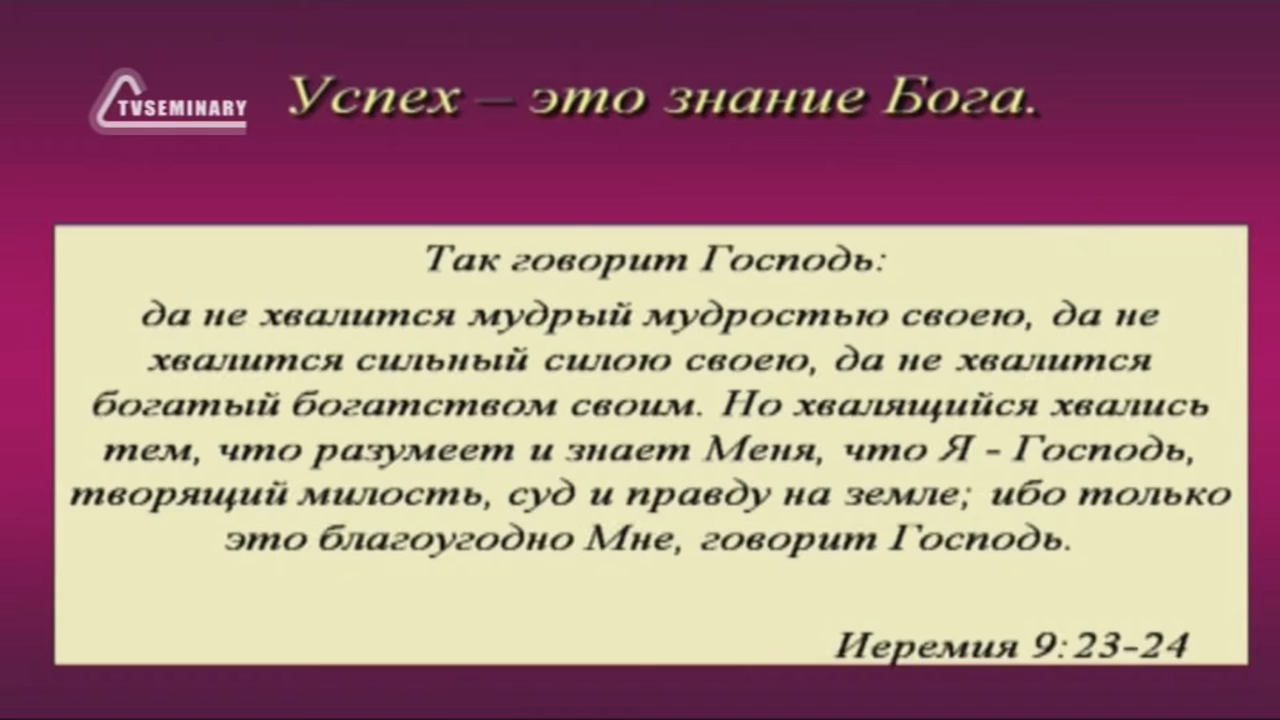 TVSEMINARY
Успех – это знание Бога.
Так говорит Господь:
да не хвалится мудрый мудростью своею, да не
хвалится сильный силою своею, да не хвалится
богатый богатством своим. Но хвалящийся хвались
тем, что разумеет и знает Меня, что Я - Господь,
творящий милость, суд и правду на земле; ибо только
это благоугодно Мне, говорит Господь.
Иеремия 9:23-24